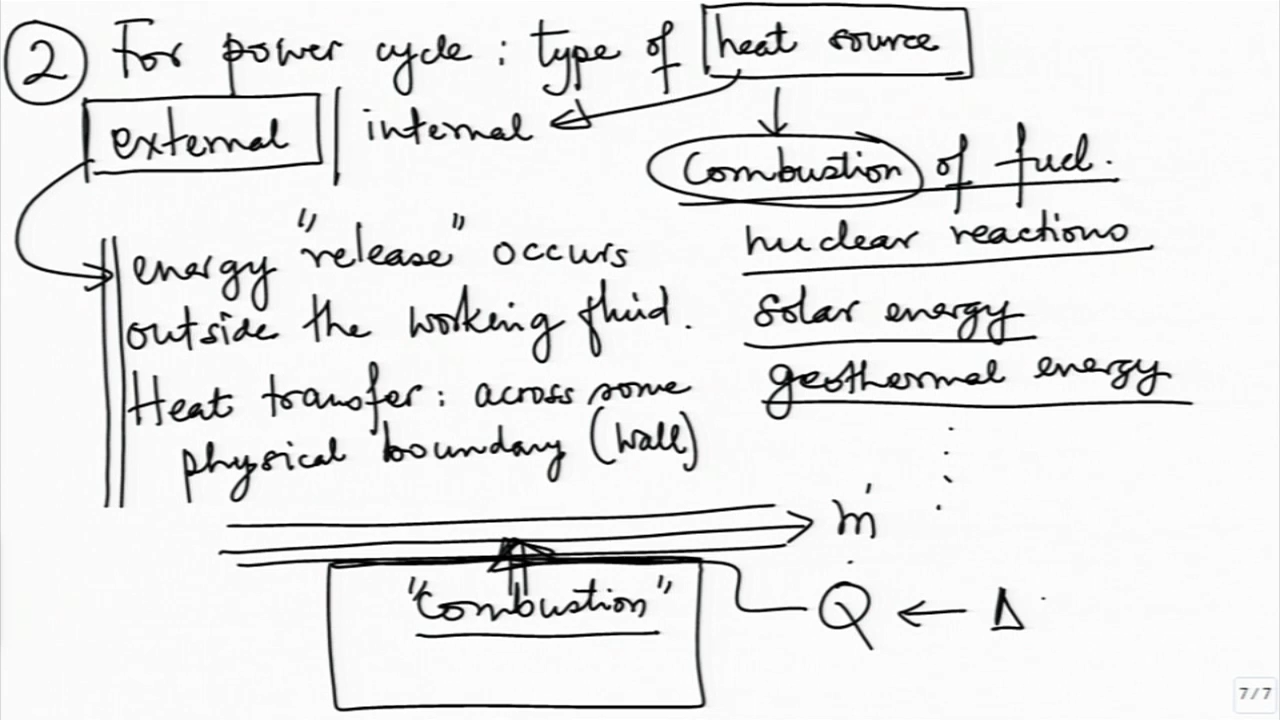 2 For power cycle : type of heat source
external | internal
Combustion of fuel.
nuclear reactions
solar energy
geothermal energy
energy "release" occurs
outside the working fluid.
Heat transfer : across some
physical boundary (wall)
ṁ
"Combustion"
Q̇ ← Δ
7/7